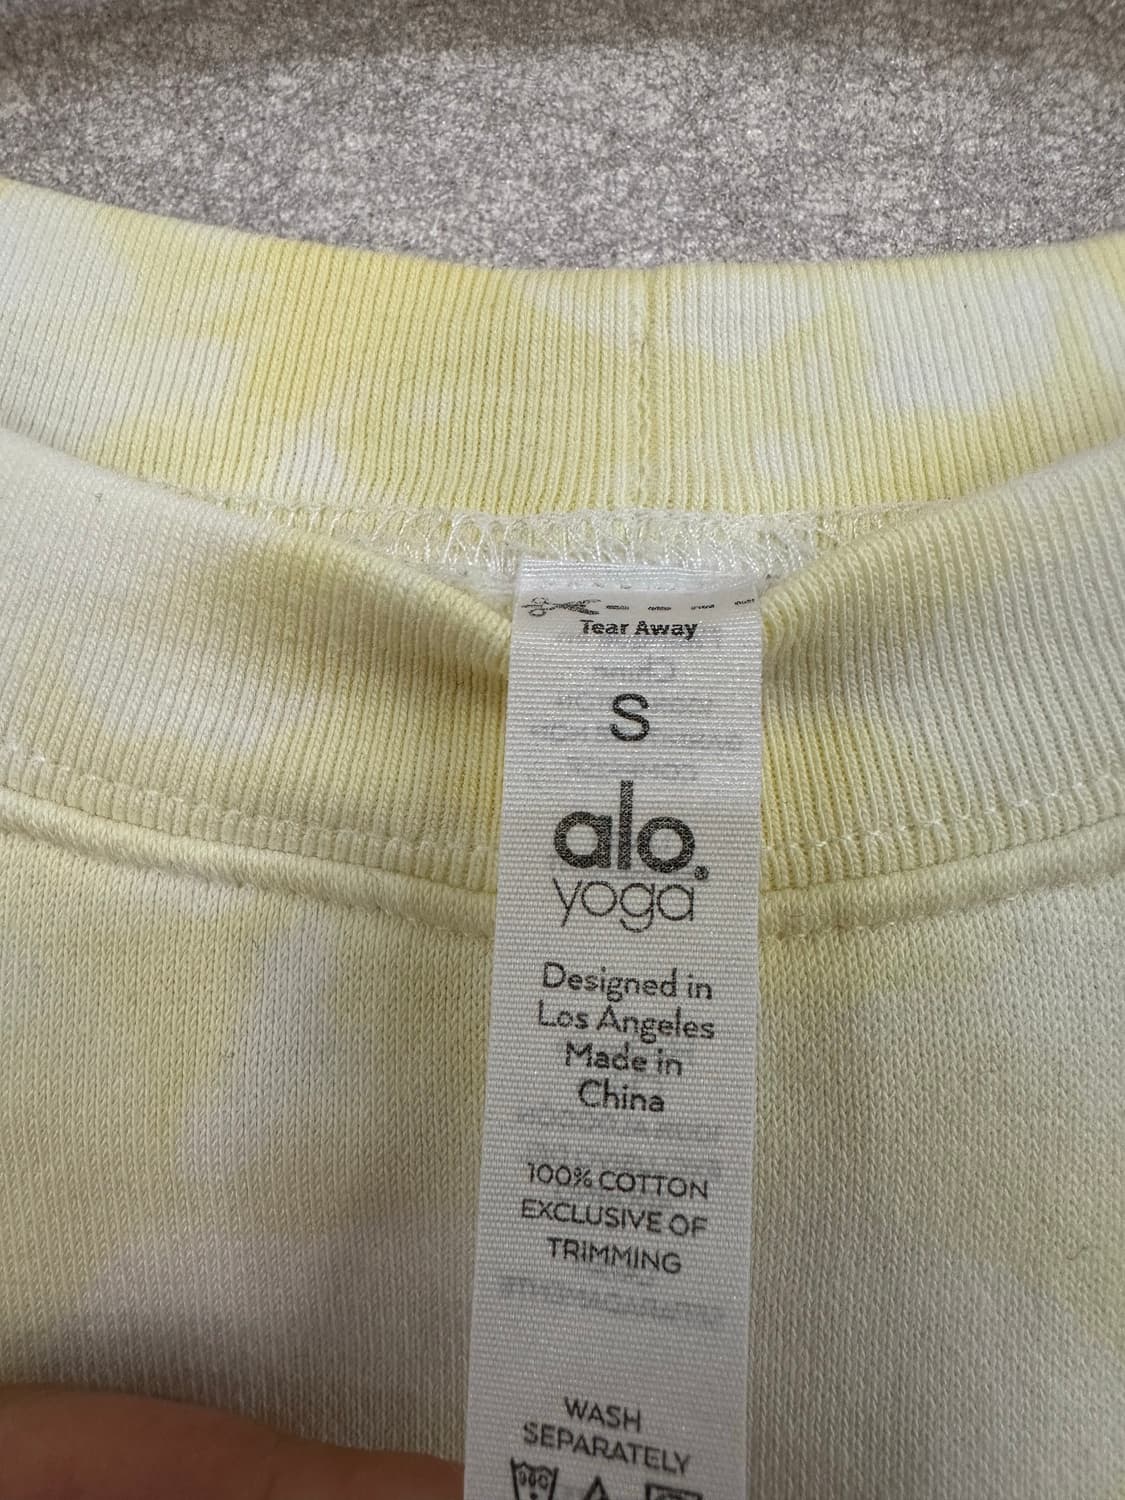 Tear Away
S
alo.
yoga
Designed in
Los Angeles
Made in
China
100% COTTON
EXCLUSIVE OF
TRIMMING
WASH
SEPARATELY